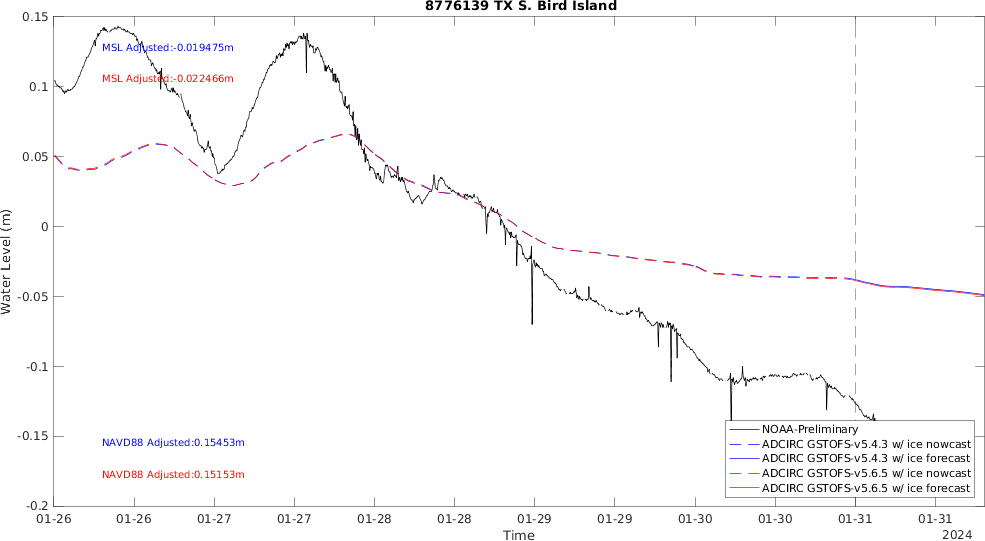 8776139 TX S. Bird Island
Water Level (m)
0.15
0.1
0.05
0
-0.05
-0.1
-0.15
-0.2
MSL Adjusted:-0.019475m
MSL Adjusted:-0.022466m
NAVD88 Adjusted:0.15453m
NAVD88 Adjusted:0.15153m
NOAA-Preliminary
ADCIRC GSTOFS-v5.4.3 w/ ice nowcast
ADCIRC GSTOFS-v5.4.3 w/ ice forecast
ADCIRC GSTOFS-v5.6.5 w/ ice nowcast
ADCIRC GSTOFS-v5.6.5 w/ ice forecast
01-26 01-26 01-27 01-27 01-28 01-28 01-29 01-29 01-30 01-30 01-31 01-31
Time
2024